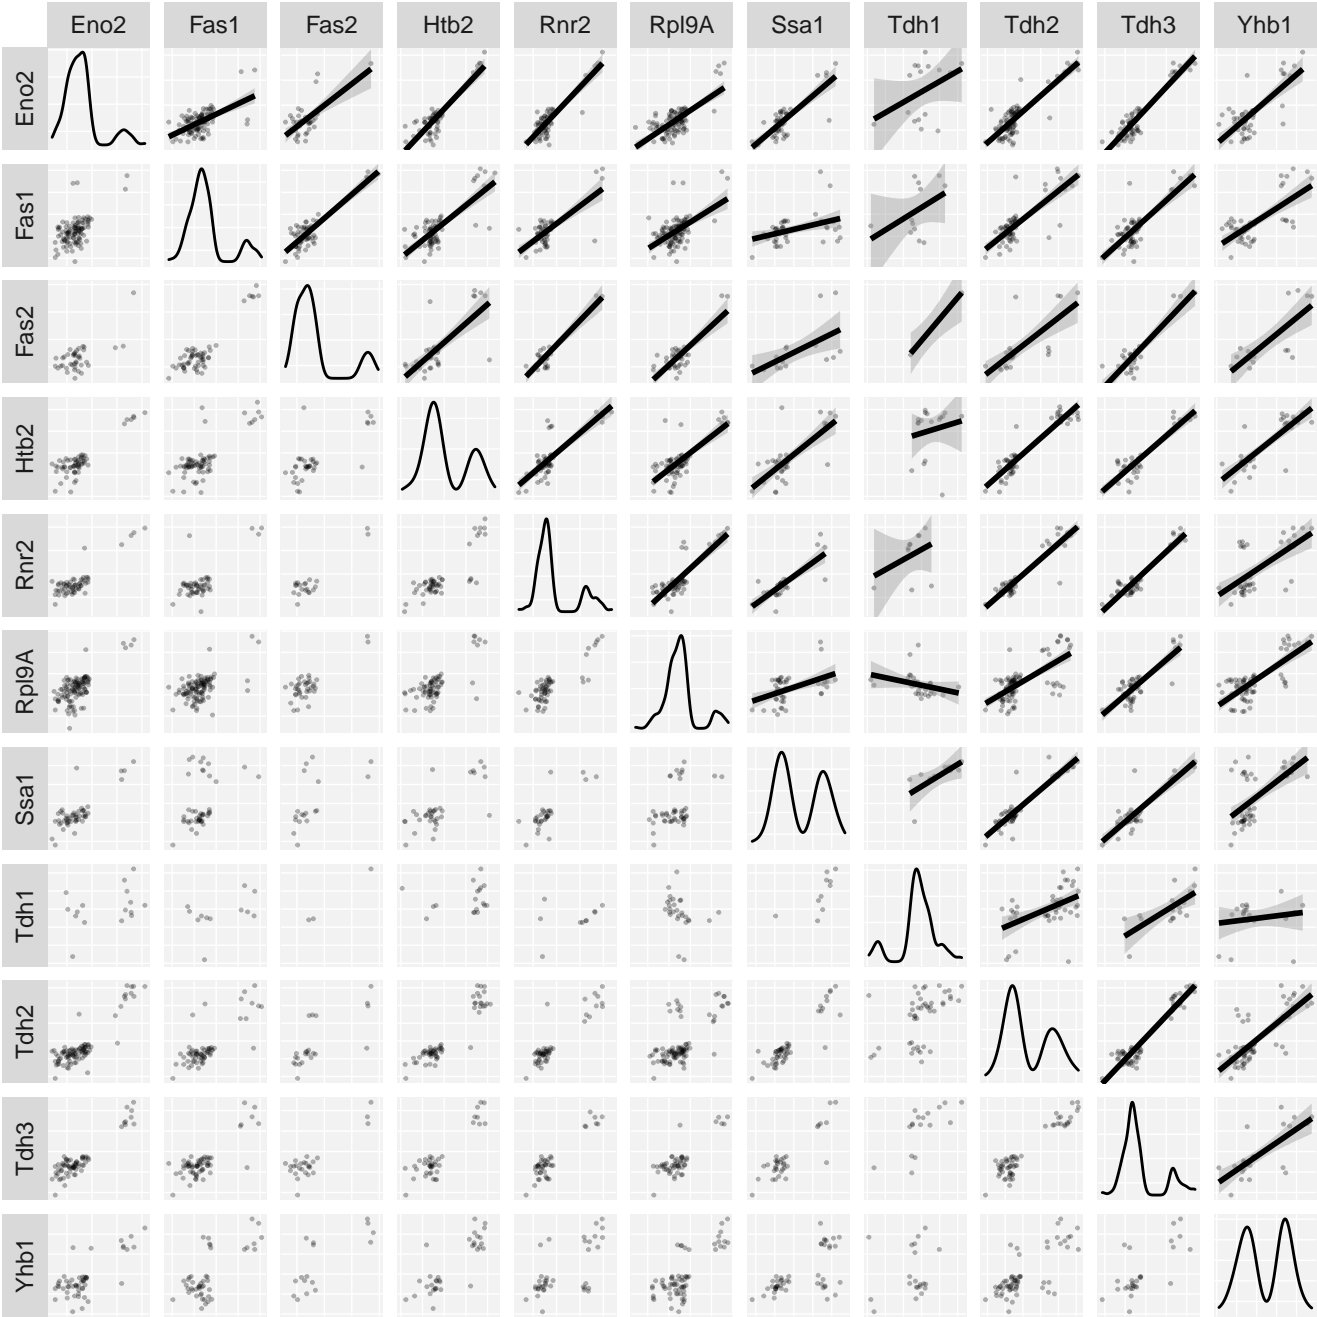 Eno2 Fas1 Fas2 Htb2 Rnr2 Rpl9A Ssa1 Tdh1 Tdh2 Tdh3 Yhb1
Eno2
Fas1
Fas2
Htb2
Rnr2
Rpl9A
Ssa1
Tdh1
Tdh2
Tdh3
Yhb1